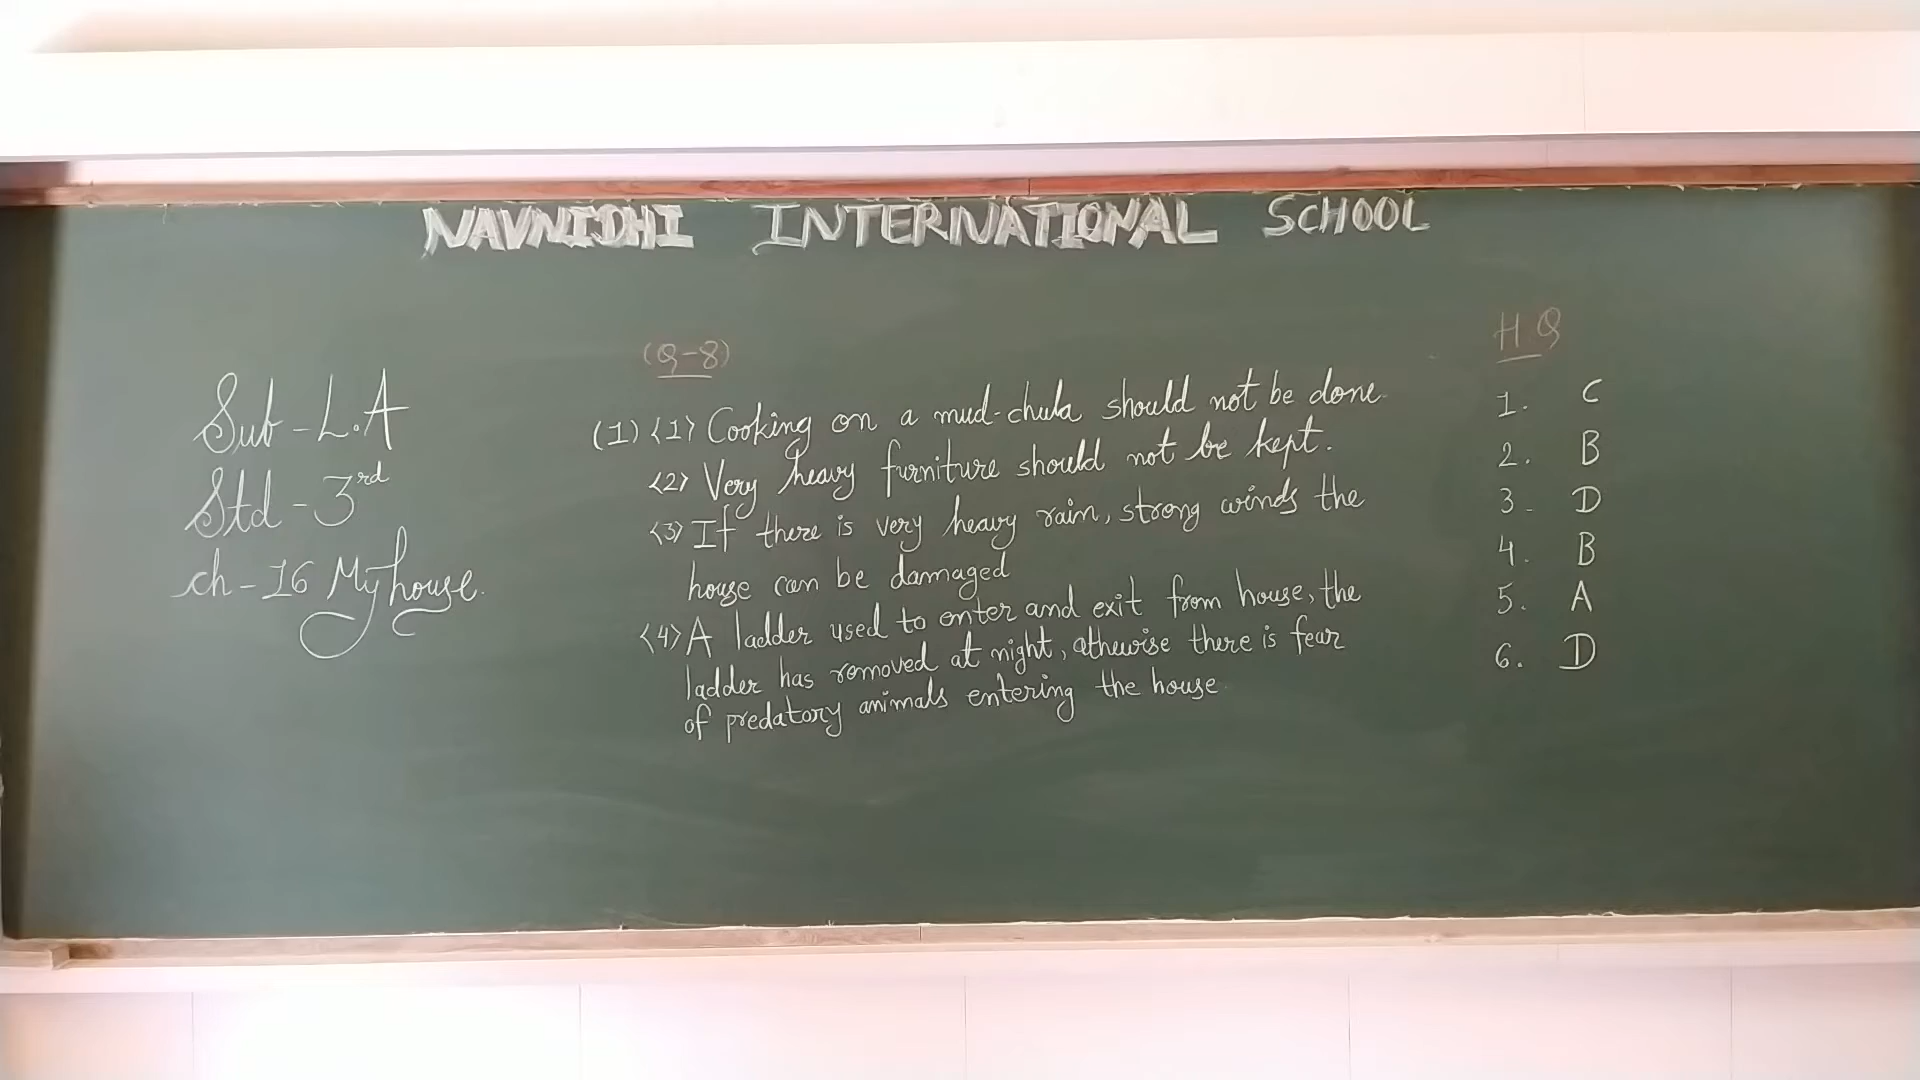 NAVNIDHI INTERNATIONAL SCHOOL
Sub-L.A
Std-3rd
ch-16 My house.
(Q-8)
(1) <1> Cooking on a mud-chula should not be done.
<2> Very heavy furniture should not be kept.
<3> If there is very heavy rain, strong winds the
house can be damaged
<4> A ladder used to enter and exit from house, the
ladder has removed at night, othewise there is fear
of predatory animals entering the house
H.Q
1. C
2. B
3- D
4. B
5. A
6. D